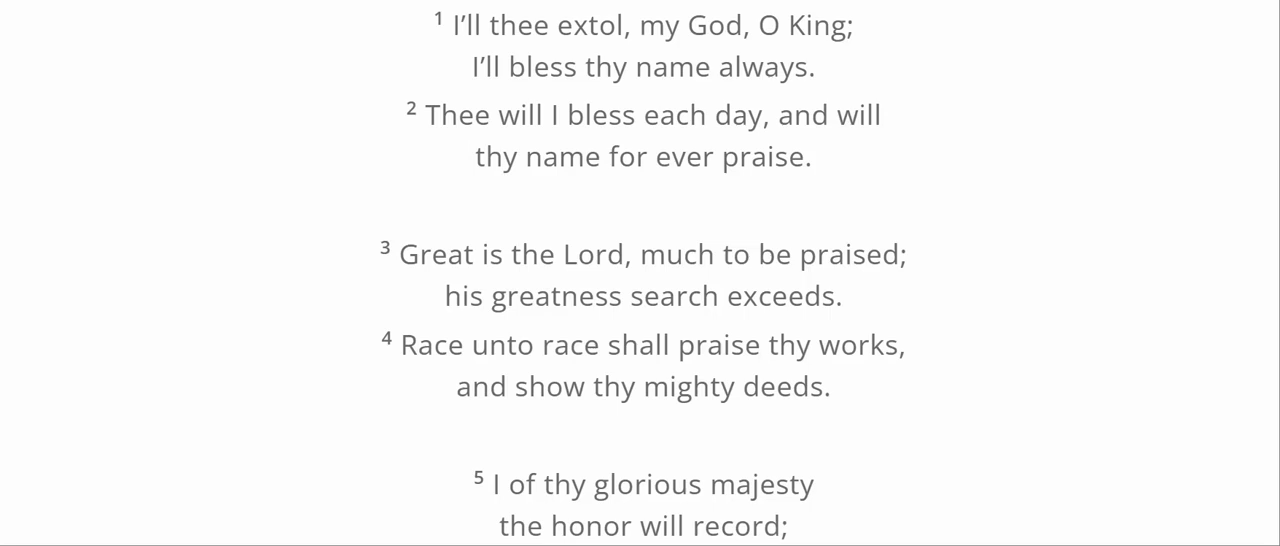 ¹ I’ll thee extol, my God, O King;
I’ll bless thy name always.
² Thee will I bless each day, and will
thy name for ever praise.
³ Great is the Lord, much to be praised;
his greatness search exceeds.
⁴ Race unto race shall praise thy works,
and show thy mighty deeds.
⁵ I of thy glorious majesty
the honor will record;